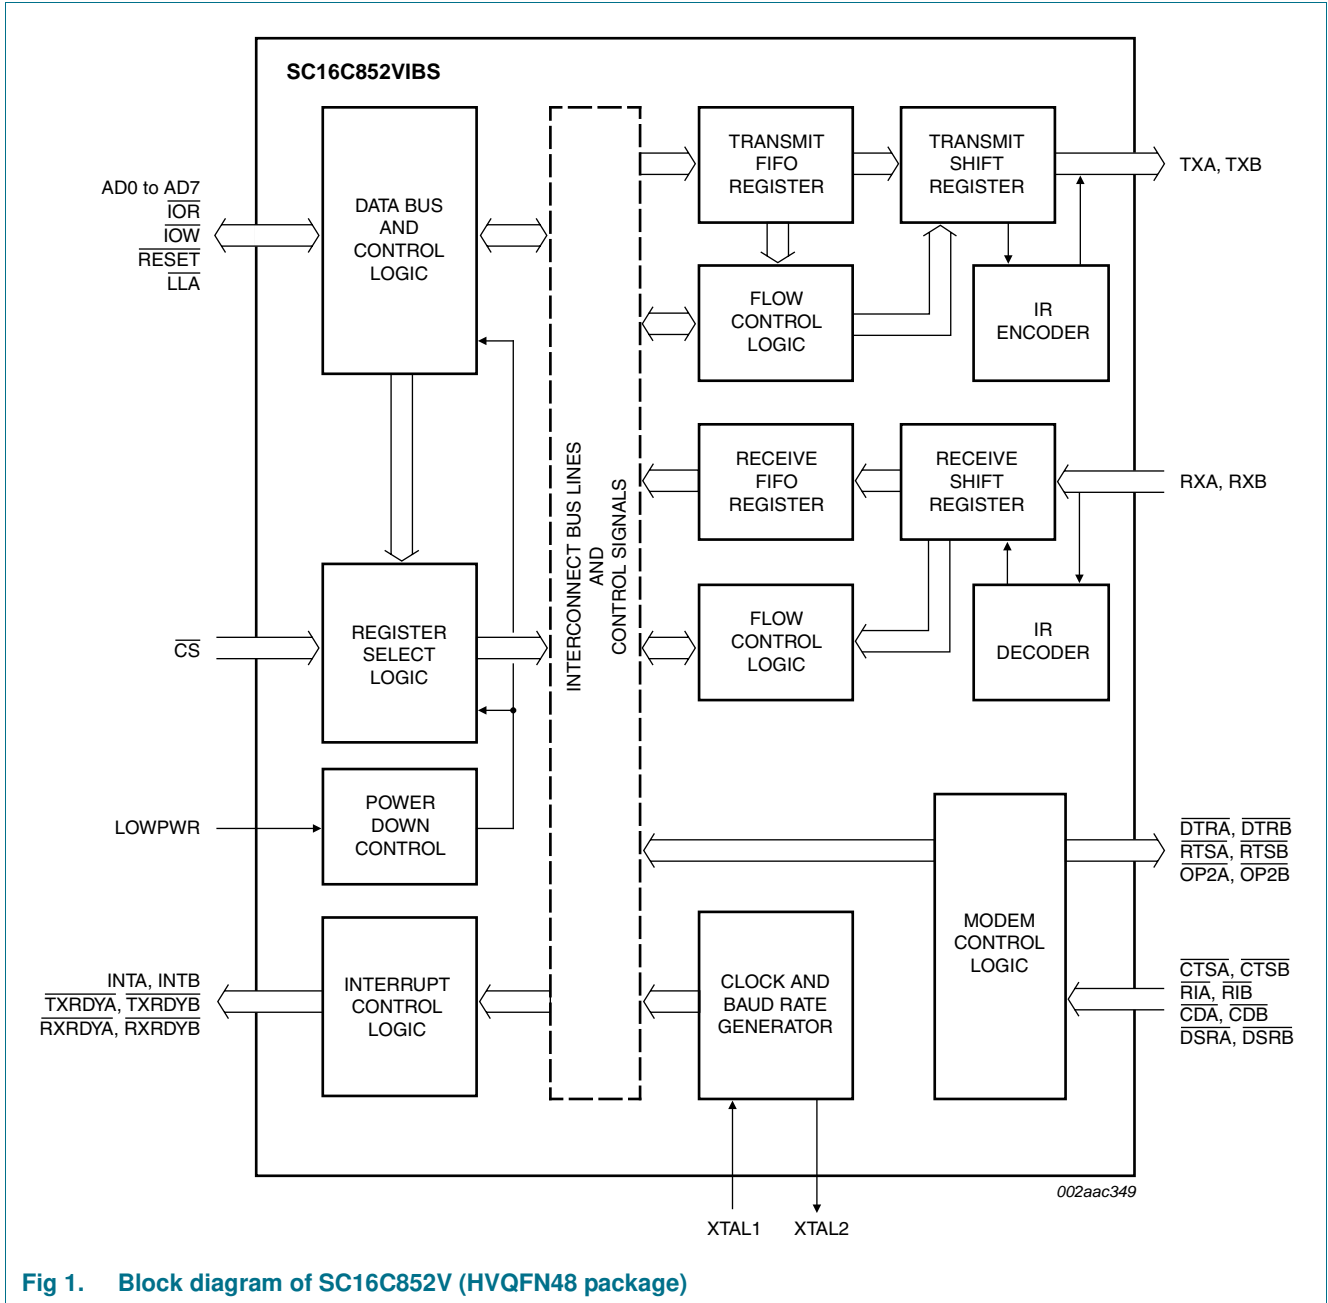 SC16C852VIBS
AD0 to AD7
IOR
IOW
RESET
LLA
DATA BUS
AND
CONTROL
LOGIC
TRANSMIT
FIFO
REGISTER
TRANSMIT
SHIFT
REGISTER
TXA, TXB
FLOW
CONTROL
LOGIC
IR
ENCODER
INTERCONNECT BUS LINES
AND
CONTROL SIGNALS
RECEIVE
FIFO
REGISTER
RECEIVE
SHIFT
REGISTER
RXA, RXB
CS
REGISTER
SELECT
LOGIC
FLOW
CONTROL
LOGIC
IR
DECODER
LOWPWR
POWER
DOWN
CONTROL
DTRA, DTRB
RTSA, RTSB
OP2A, OP2B
MODEM
CONTROL
LOGIC
CTSA, CTSB
RIA, RIB
CDA, CDB
DSRA, DSRB
INTA, INTB
TXRDYA, TXRDYB
RXRDYA, RXRDYB
INTERRUPT
CONTROL
LOGIC
CLOCK AND
BAUD RATE
GENERATOR
002aac349
XTAL1
XTAL2
Fig 1. Block diagram of SC16C852V (HVQFN48 package)